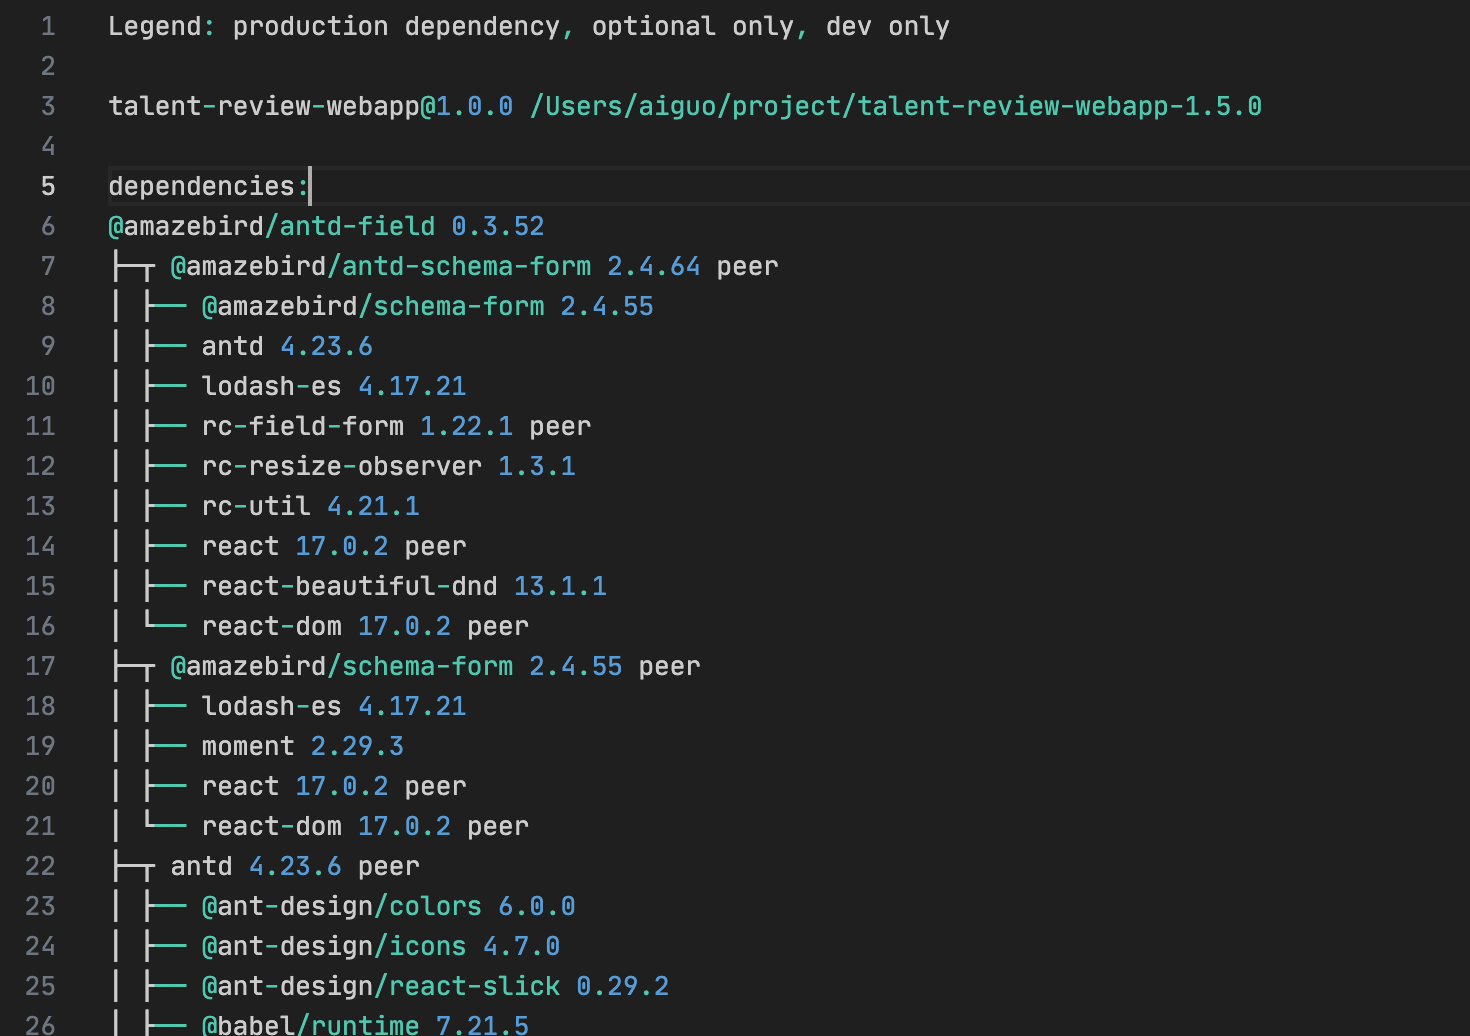 1 Legend: production dependency, optional only, dev only
2
3 talent-review-webapp@1.0.0 /Users/aiguo/project/talent-review-webapp-1.5.0
4
5 dependencies:
6 @amazebird/antd-field 0.3.52
7 ├─┬ @amazebird/antd-schema-form 2.4.64 peer
8 │ ├── @amazebird/schema-form 2.4.55
9 │ ├── antd 4.23.6
10 │ ├── lodash-es 4.17.21
11 │ ├── rc-field-form 1.22.1 peer
12 │ ├── rc-resize-observer 1.3.1
13 │ ├── rc-util 4.21.1
14 │ ├── react 17.0.2 peer
15 │ ├── react-beautiful-dnd 13.1.1
16 │ └── react-dom 17.0.2 peer
17 ├─┬ @amazebird/schema-form 2.4.55 peer
18 │ ├── lodash-es 4.17.21
19 │ ├── moment 2.29.3
20 │ ├── react 17.0.2 peer
21 │ └── react-dom 17.0.2 peer
22 ├─┬ antd 4.23.6 peer
23 │ ├── @ant-design/colors 6.0.0
24 │ ├── @ant-design/icons 4.7.0
25 │ ├── @ant-design/react-slick 0.29.2
26 │ ├── @babel/runtime 7.21.5